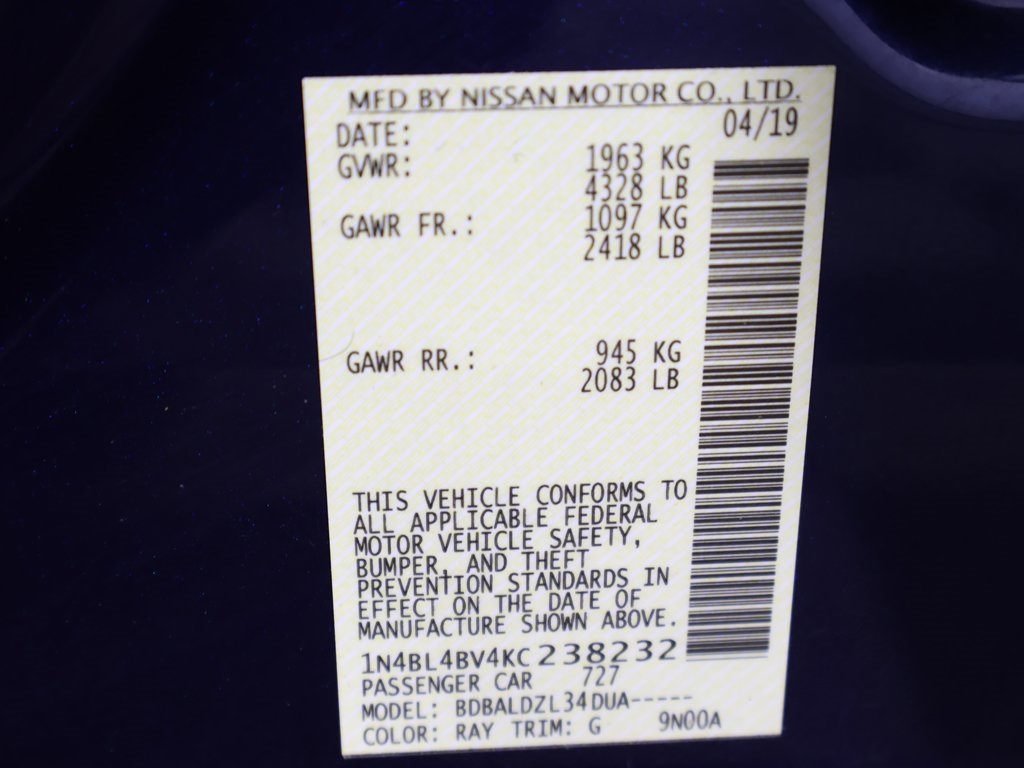 MFD BY NISSAN MOTOR CO., LTD.
DATE: 04/19
GVWR: 1963 KG
4328 LB
GAWR FR.: 1097 KG
2418 LB
GAWR RR.: 945 KG
2083 LB
THIS VEHICLE CONFORMS TO
ALL APPLICABLE FEDERAL
MOTOR VEHICLE SAFETY,
BUMPER, AND THEFT
PREVENTION STANDARDS IN
EFFECT ON THE DATE OF
MANUFACTURE SHOWN ABOVE.
1N4BL4BV4KC238232
PASSENGER CAR 727
MODEL: BDBALDZL34DUA-----
COLOR: RAY TRIM: G 9N00A